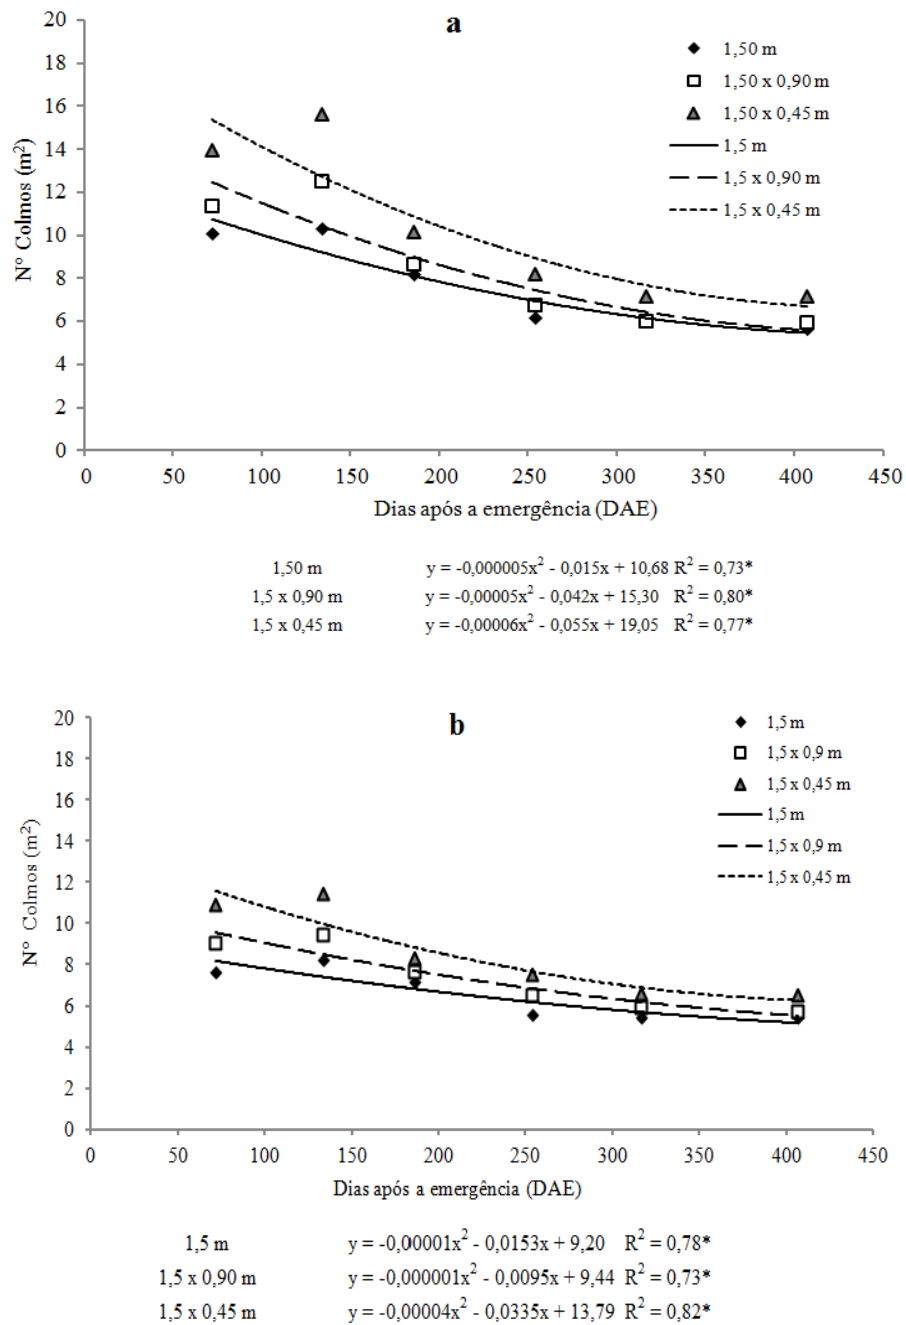 a
20
18
16
14
12
10
8
6
4
2
0
Nº Colmos (m²)
1,50 m
1,50 x 0,90 m
1,50 x 0,45 m
1,5 m
1,5 x 0,90 m
1,5 x 0,45 m
0 50 100 150 200 250 300 350 400 450
Dias após a emergência (DAE)
1,50 m y = -0,000005x² - 0,015x + 10,68 R² = 0,73*
1,5 x 0,90 m y = -0,00005x² - 0,042x + 15,30 R² = 0,80*
1,5 x 0,45 m y = -0,00006x² - 0,055x + 19,05 R² = 0,77*
b
20
18
16
14
12
10
8
6
4
2
0
Nº Colmos (m²)
1,5 m
1,5 x 0,9 m
1,5 x 0,45 m
1,5 m
1,5 x 0,9 m
1,5 x 0,45 m
0 50 100 150 200 250 300 350 400 450
Dias após a emergência (DAE)
1,5 m y = -0,00001x² - 0,0153x + 9,20 R² = 0,78*
1,5 x 0,90 m y = -0,000001x² - 0,0095x + 9,44 R² = 0,73*
1,5 x 0,45 m y = -0,00004x² - 0,0335x + 13,79 R² = 0,82*